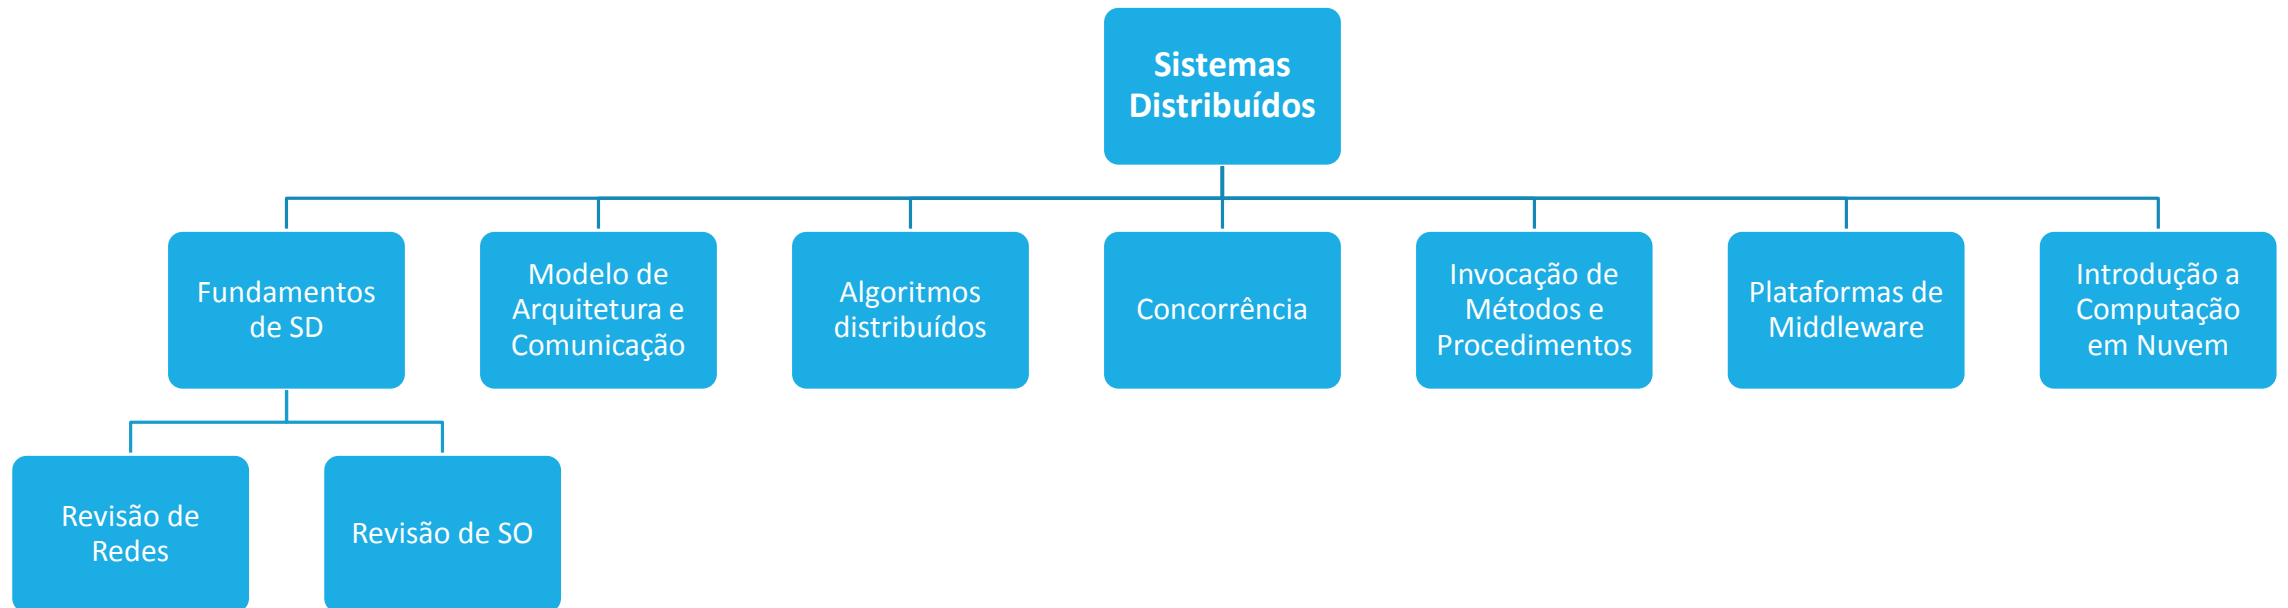 Sistemas
Distribuídos
Fundamentos
de SD
Modelo de
Arquitetura e
Comunicação
Algoritmos
distribuídos
Concorrência
Invocação de
Métodos e
Procedimentos
Plataformas de
Middleware
Introdução a
Computação
em Nuvem
Revisão de
Redes
Revisão de SO